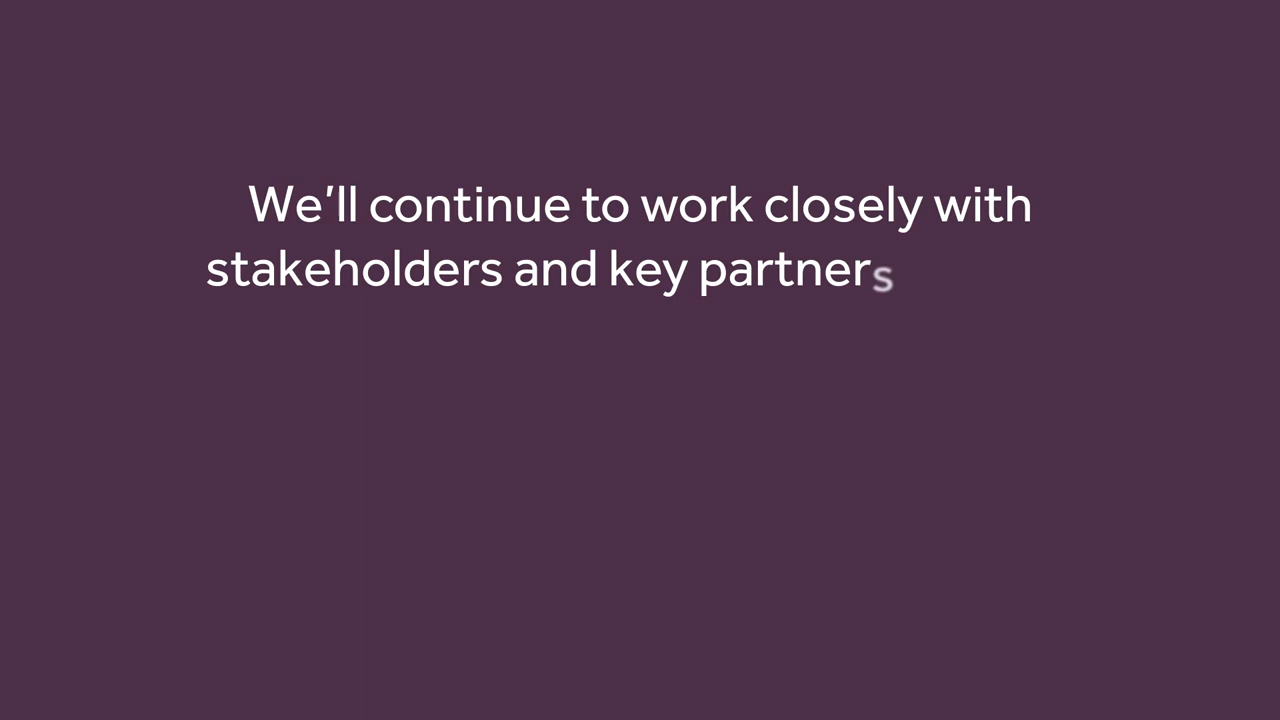 We’ll continue to work closely with
stakeholders and key partners